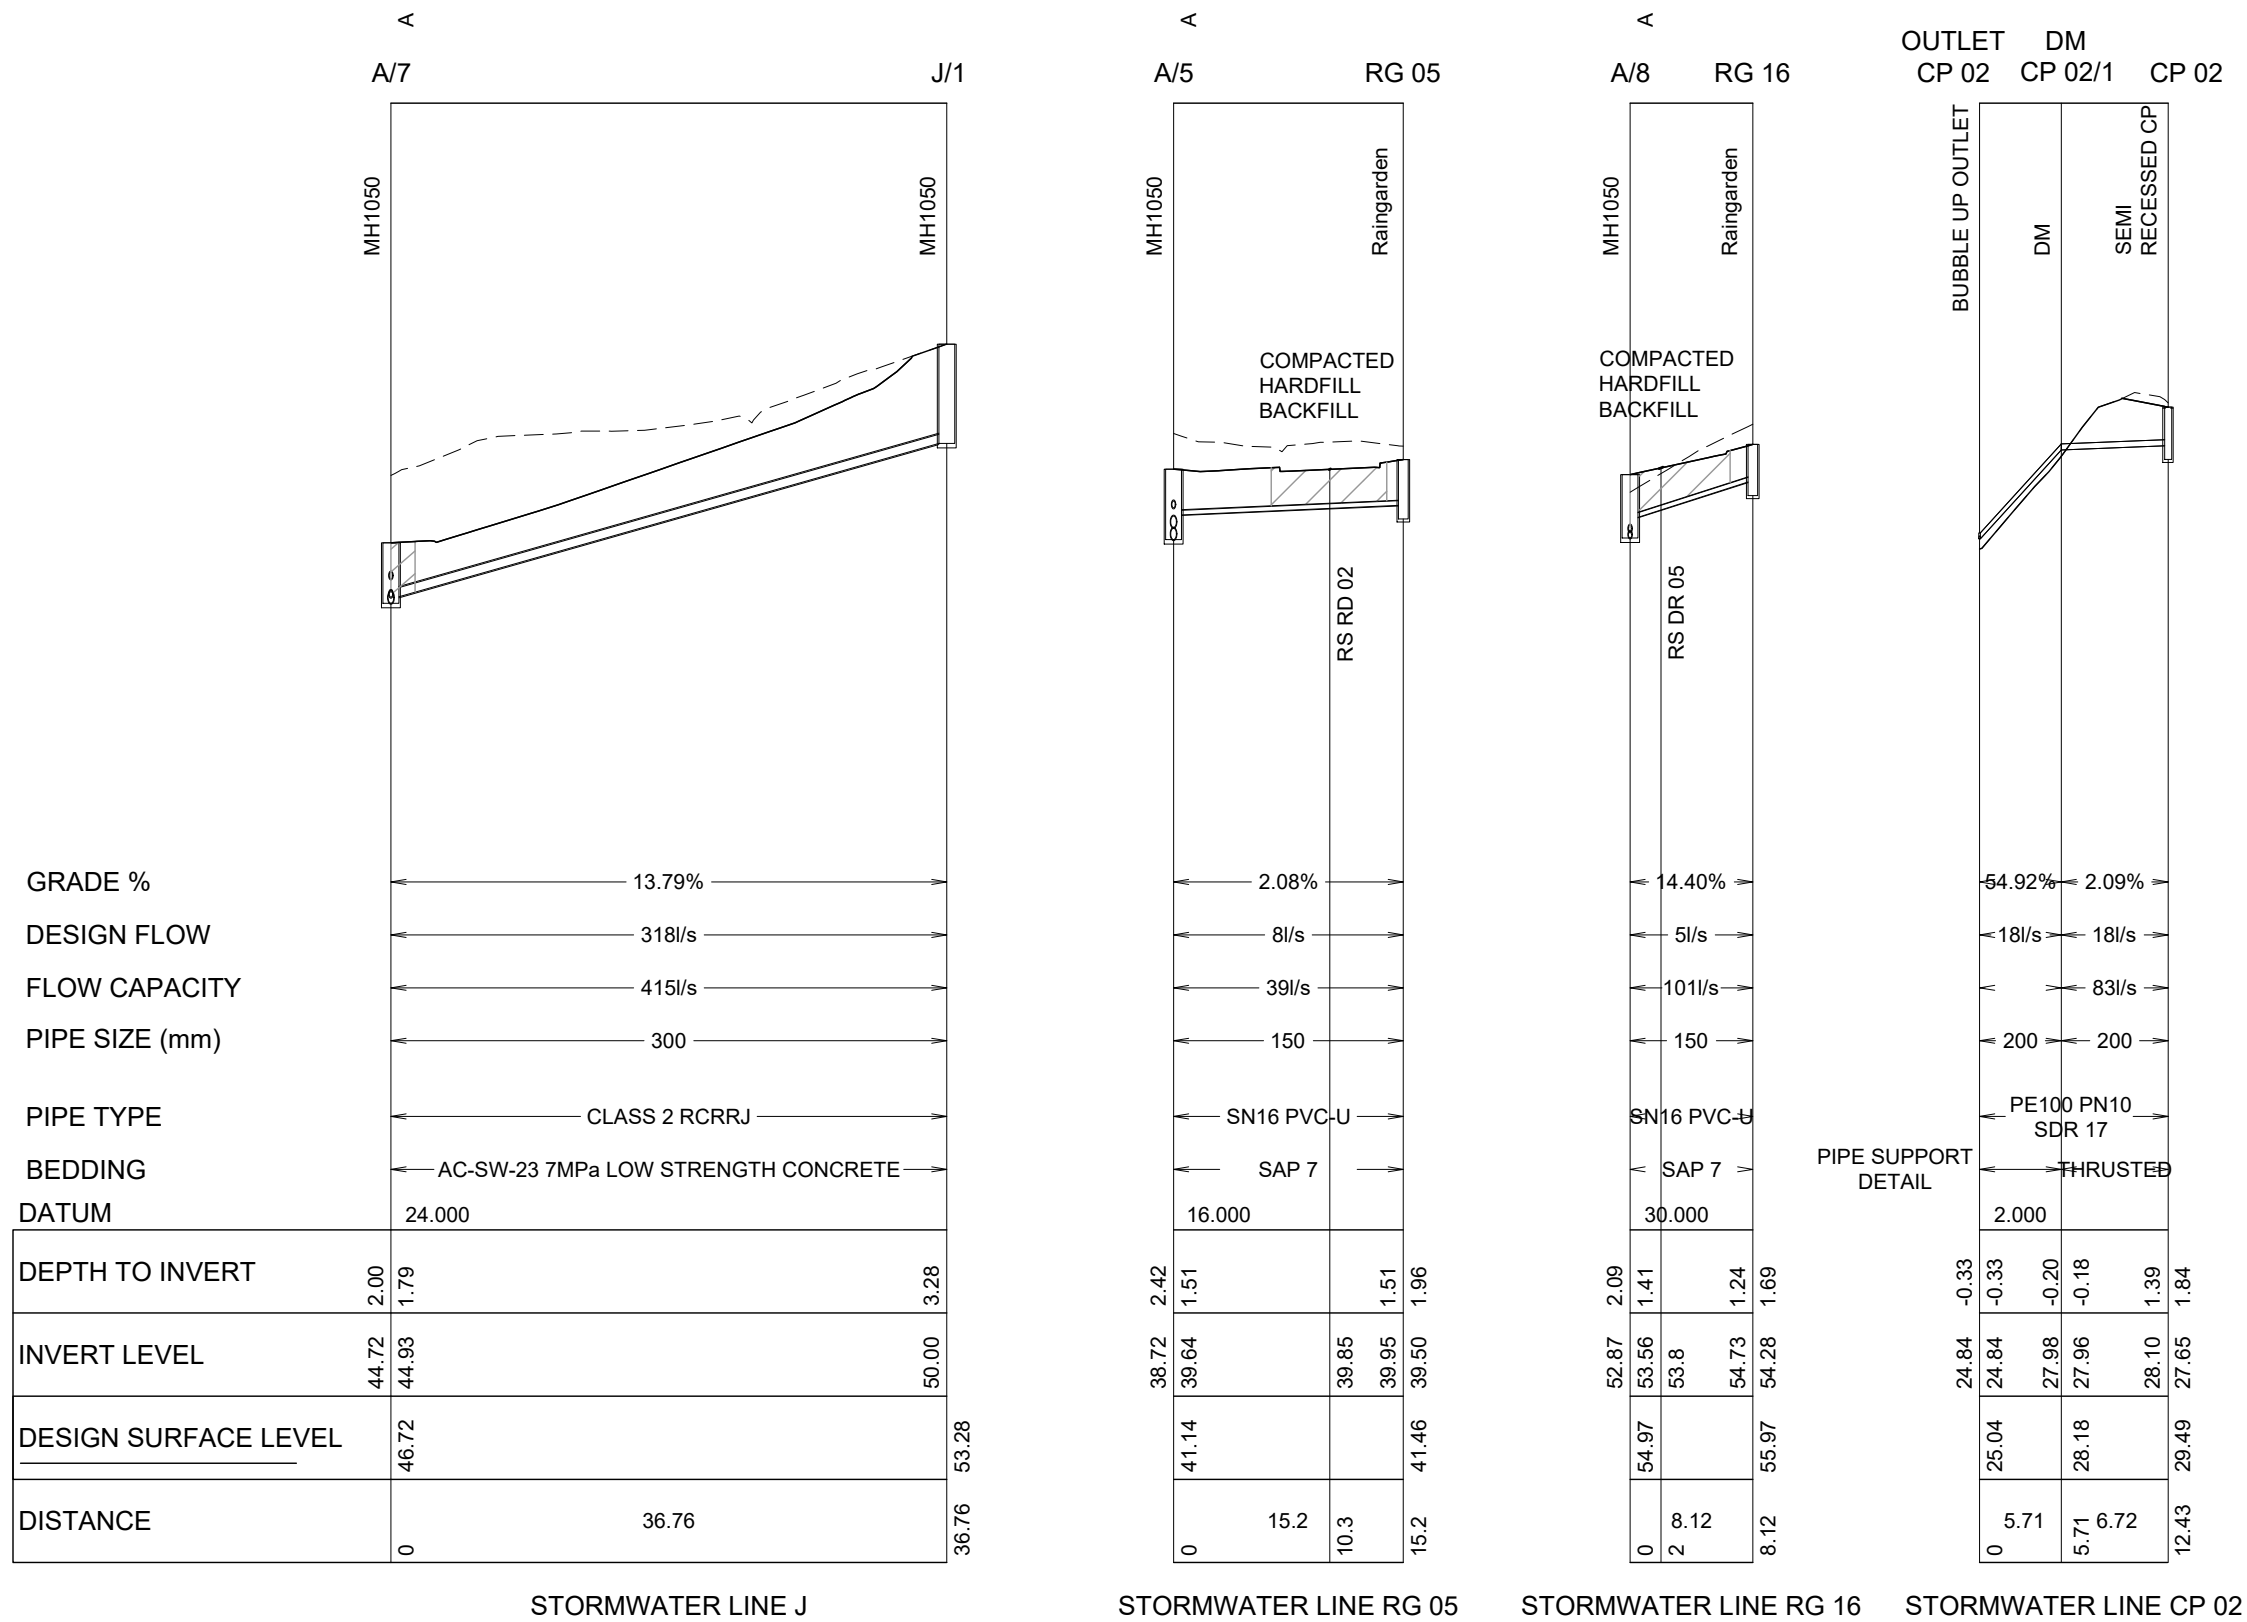 A
A
A
OUTLET
DM
A/7
J/1
A/5
RG 05
A/8
RG 16
CP 02
CP 02/1
CP 02
MH1050
MH1050
MH1050
Raingarden
MH1050
Raingarden
BUBBLE UP OUTLET
DM
SEMI
RECESSED CP
COMPACTED
HARDFILL
BACKFILL
COMPACTED
HARDFILL
BACKFILL
RS RD 02
RS DR 05
GRADE %
13.79%
2.08%
14.40%
54.92%
2.09%
DESIGN FLOW
318l/s
8l/s
5l/s
18l/s
18l/s
FLOW CAPACITY
415l/s
39l/s
101l/s
83l/s
PIPE SIZE (mm)
300
150
150
200
200
PIPE TYPE
CLASS 2 RCRRJ
SN16 PVC-U
SN16 PVC-U
PE100 PN10
SDR 17
BEDDING
AC-SW-23 7MPa LOW STRENGTH CONCRETE
SAP 7
SAP 7
PIPE SUPPORT
DETAIL
THRUSTED
DATUM
24.000
16.000
30.000
2.000
DEPTH TO INVERT
2.00
1.79
3.28
2.42
1.51
1.51
1.96
2.09
1.41
1.24
1.69
-0.33
-0.33
-0.20
-0.18
1.39
1.84
INVERT LEVEL
44.72
44.93
50.00
38.72
39.64
39.85
39.95
39.50
52.87
53.56
53.8
54.73
54.28
24.84
24.84
27.98
27.96
28.10
27.65
DESIGN SURFACE LEVEL
46.72
53.28
41.14
41.46
54.97
55.97
25.04
28.18
29.49
DISTANCE
0
36.76
36.76
0
15.2
10.3
15.2
0
2
8.12
8.12
0
5.71
5.71
6.72
12.43
STORMWATER LINE J
STORMWATER LINE RG 05
STORMWATER LINE RG 16
STORMWATER LINE CP 02